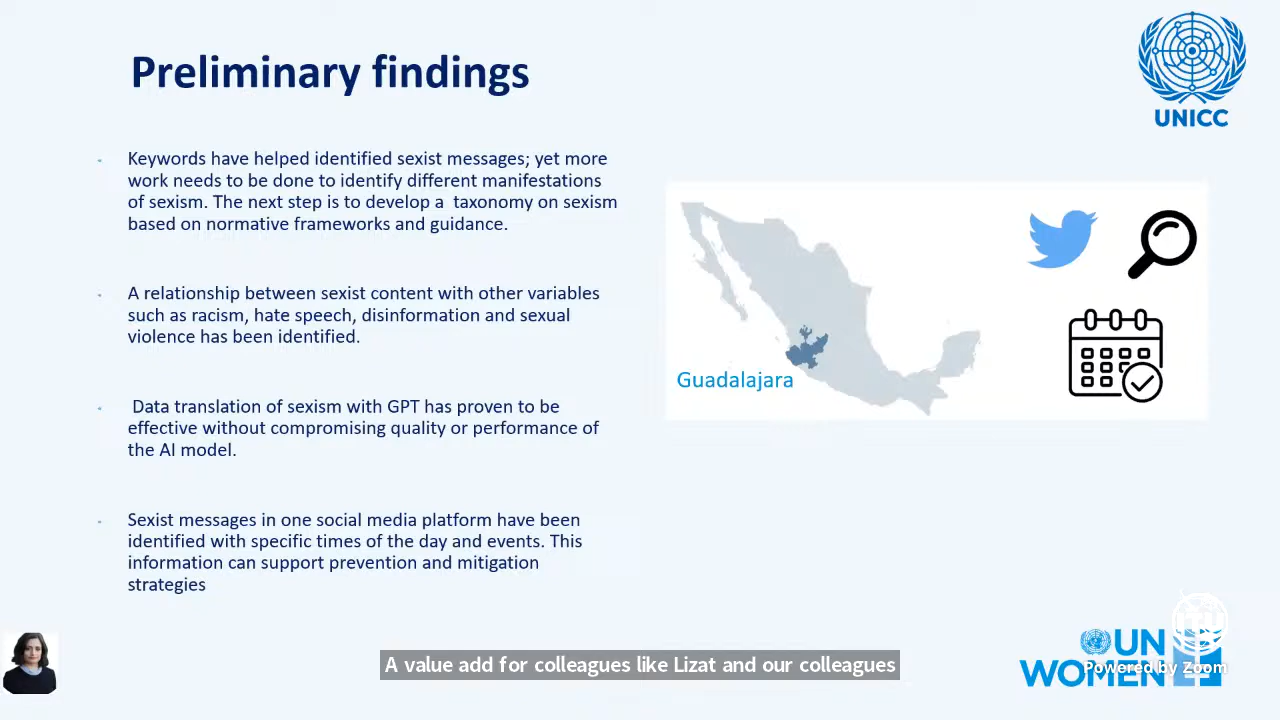 Preliminary findings
UNICC
Keywords have helped identified sexist messages; yet more
work needs to be done to identify different manifestations
of sexism. The next step is to develop a taxonomy on sexism
based on normative frameworks and guidance.
A relationship between sexist content with other variables
such as racism, hate speech, disinformation and sexual
violence has been identified.
Data translation of sexism with GPT has proven to be
effective without compromising quality or performance of
the AI model.
Sexist messages in one social media platform have been
identified with specific times of the day and events. This
information can support prevention and mitigation
strategies
Guadalajara
A value add for colleagues like Lizat and our colleagues
ITU
UN
WOMEN
Powered by Zoom